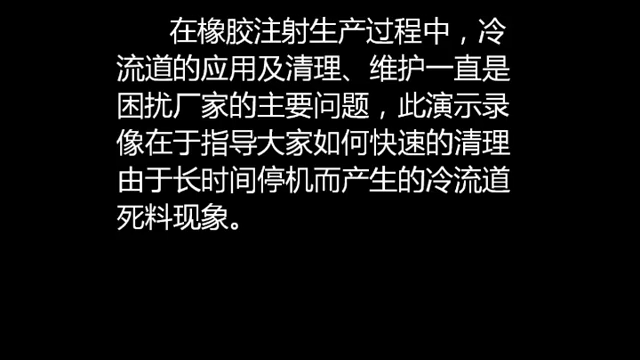 在橡胶注射生产过程中，冷
流道的应用及清理、维护一直是
困扰厂家的主要问题，此演示录
像在于指导大家如何快速的清理
由于长时间停机而产生的冷流道
死料现象。